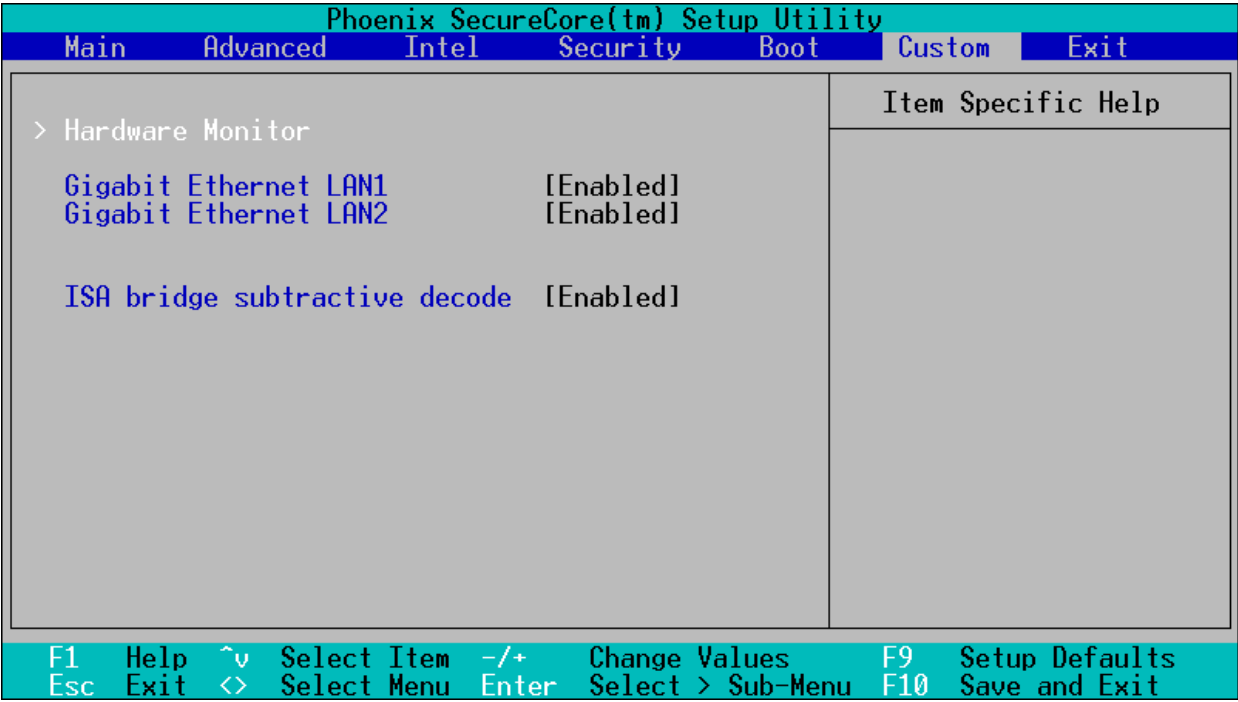 Phoenix SecureCore(tm) Setup Utility
Main Advanced Intel Security Boot Custom Exit
Item Specific Help
> Hardware Monitor
Gigabit Ethernet LAN1 [Enabled]
Gigabit Ethernet LAN2 [Enabled]
ISA bridge subtractive decode [Enabled]
F1 Help ^v Select Item -/+ Change Values F9 Setup Defaults
Esc Exit <> Select Menu Enter Select > Sub-Menu F10 Save and Exit